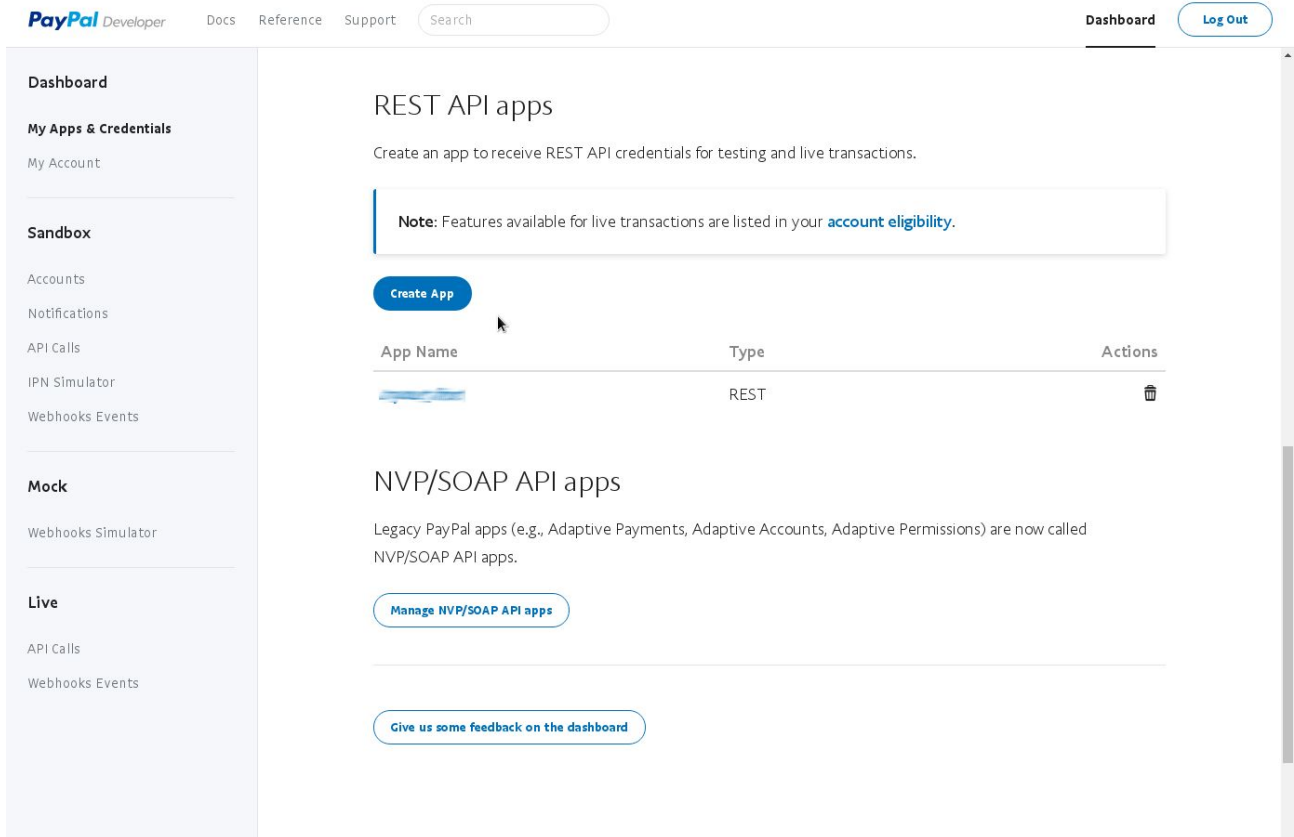 PayPal Developer
Docs
Reference
Support
Search
Dashboard
Log Out
Dashboard
My Apps & Credentials
My Account
Sandbox
Accounts
Notifications
API Calls
IPN Simulator
Webhooks Events
Mock
Webhooks Simulator
Live
API Calls
Webhooks Events
REST API apps
Create an app to receive REST API credentials for testing and live transactions.
Note: Features available for live transactions are listed in your account eligibility.
Create App
App Name Type Actions
REST
NVP/SOAP API apps
Legacy PayPal apps (e.g., Adaptive Payments, Adaptive Accounts, Adaptive Permissions) are now called
NVP/SOAP API apps.
Manage NVP/SOAP API apps
Give us some feedback on the dashboard